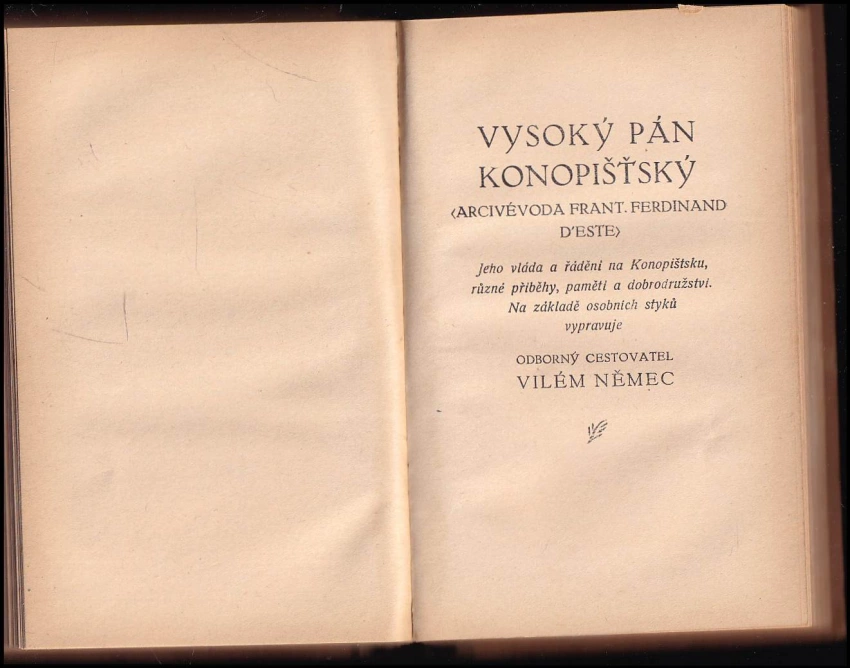 VYSOKÝ PÁN
KONOPIŠŤSKÝ
(ARCIVÉVODA FRANT. FERDINAND
D'ESTE)
Jeho vláda a řádění na Konopištsku,
různé příběhy, paměti a dobrodružství.
Na základě osobních styků
vypravuje
ODBORNÝ CESTOVATEL
VILÉM NĚMEC